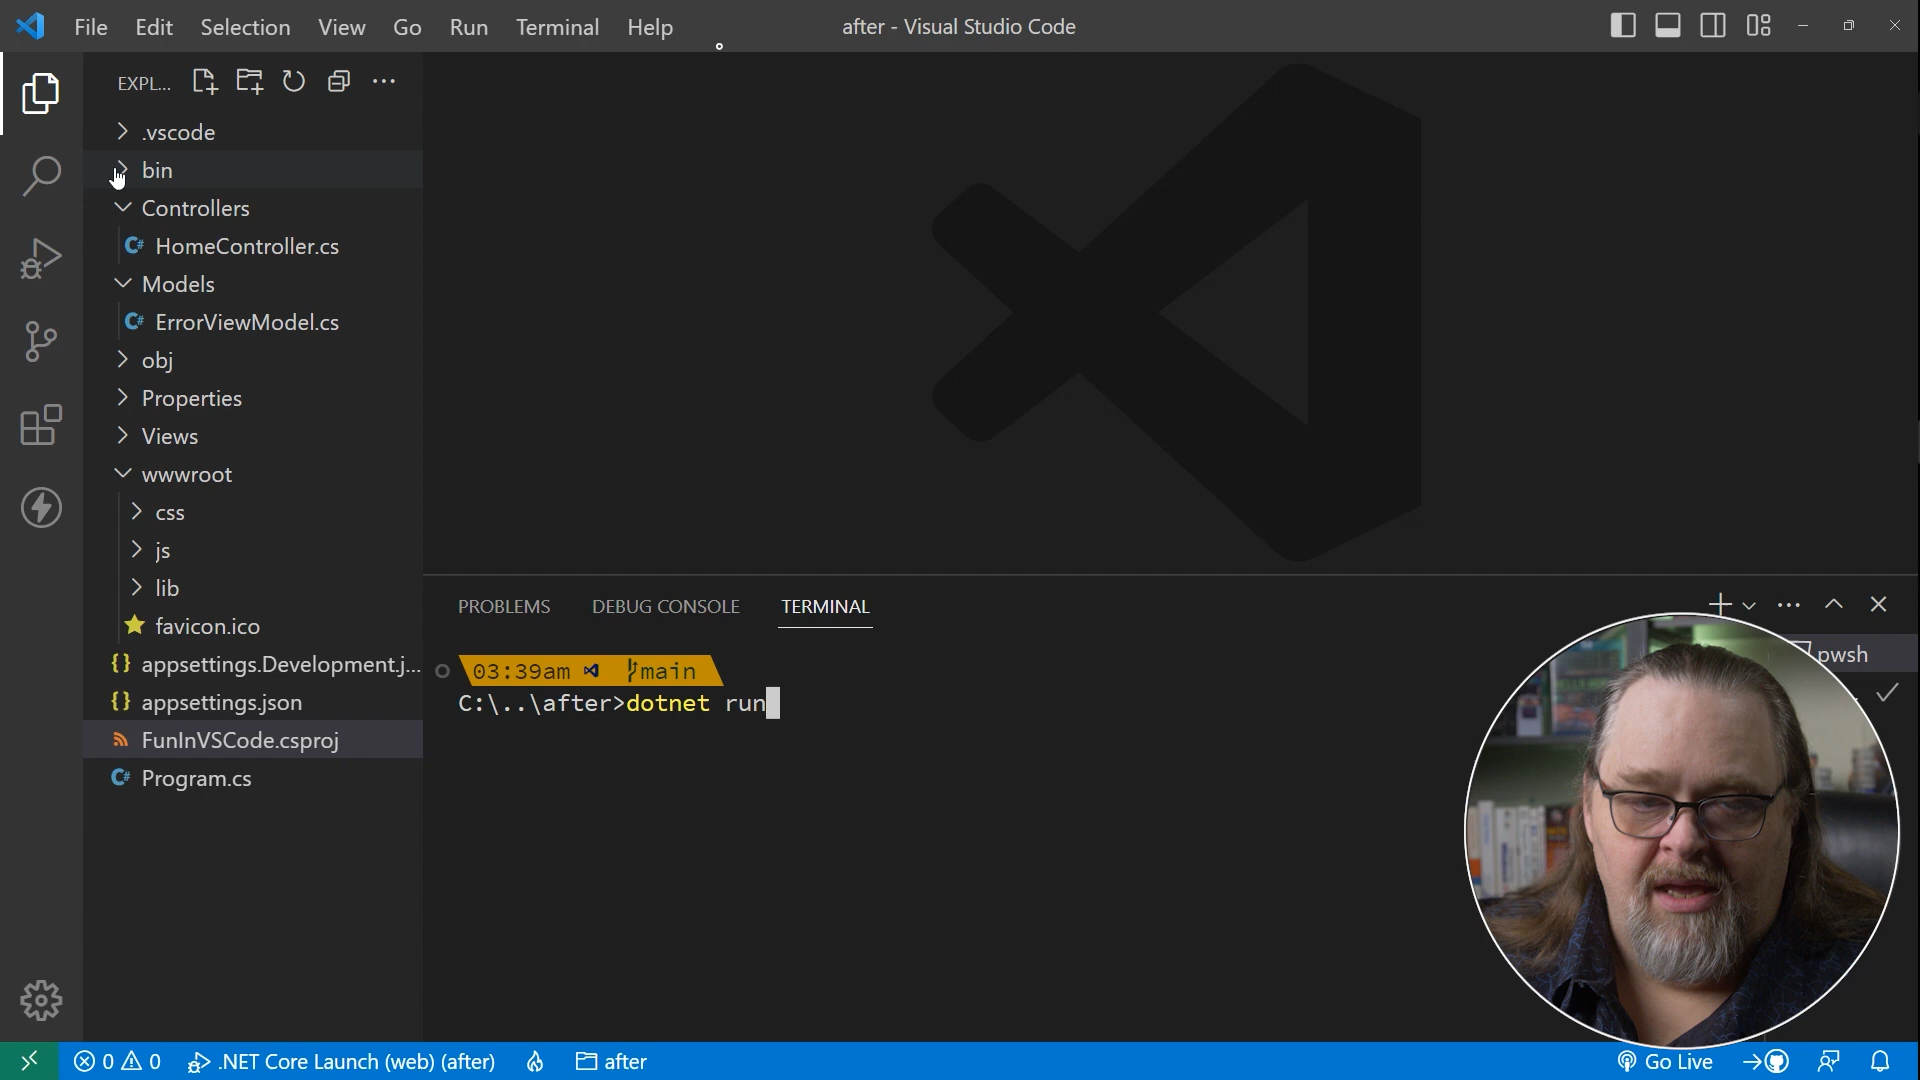 File Edit Selection View Go Run Terminal Help
after - Visual Studio Code
EXPL...
.vscode
bin
Controllers
C# HomeController.cs
Models
C# ErrorViewModel.cs
obj
Properties
Views
wwwroot
css
js
lib
favicon.ico
{} appsettings.Development.j...
{} appsettings.json
FunInVSCode.csproj
C# Program.cs
PROBLEMS DEBUG CONSOLE TERMINAL
pwsh
03:39am main
C:\..\after>dotnet run
0 0 .NET Core Launch (web) (after) after
Go Live